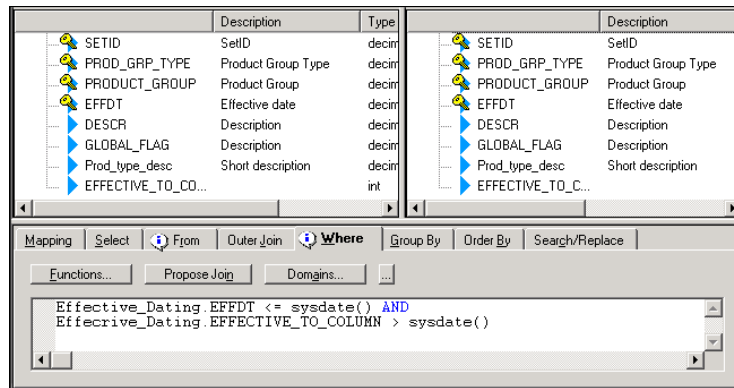 Description Type
SETID SetID decim
PROD_GRP_TYPE Product Group Type decim
PRODUCT_GROUP Product Group decim
EFFDT Effective date decim
DESCR Description decim
GLOBAL_FLAG Description decim
Prod_type_desc Short description decim
EFFECTIVE_TO_CO... int
Description
SETID SetID
PROD_GRP_TYPE Product Group Type
PRODUCT_GROUP Product Group
EFFDT Effective date
DESCR Description
GLOBAL_FLAG Description
Prod_type_desc Short description
EFFECTIVE_TO_C...
Mapping Select From Outer Join Where Group By Order By Search/Replace
Functions... Propose Join Domains... ...
Effective_Dating.EFFDT <= sysdate() AND
Effecrive_Dating.EFFECTIVE_TO_COLUMN > sysdate()